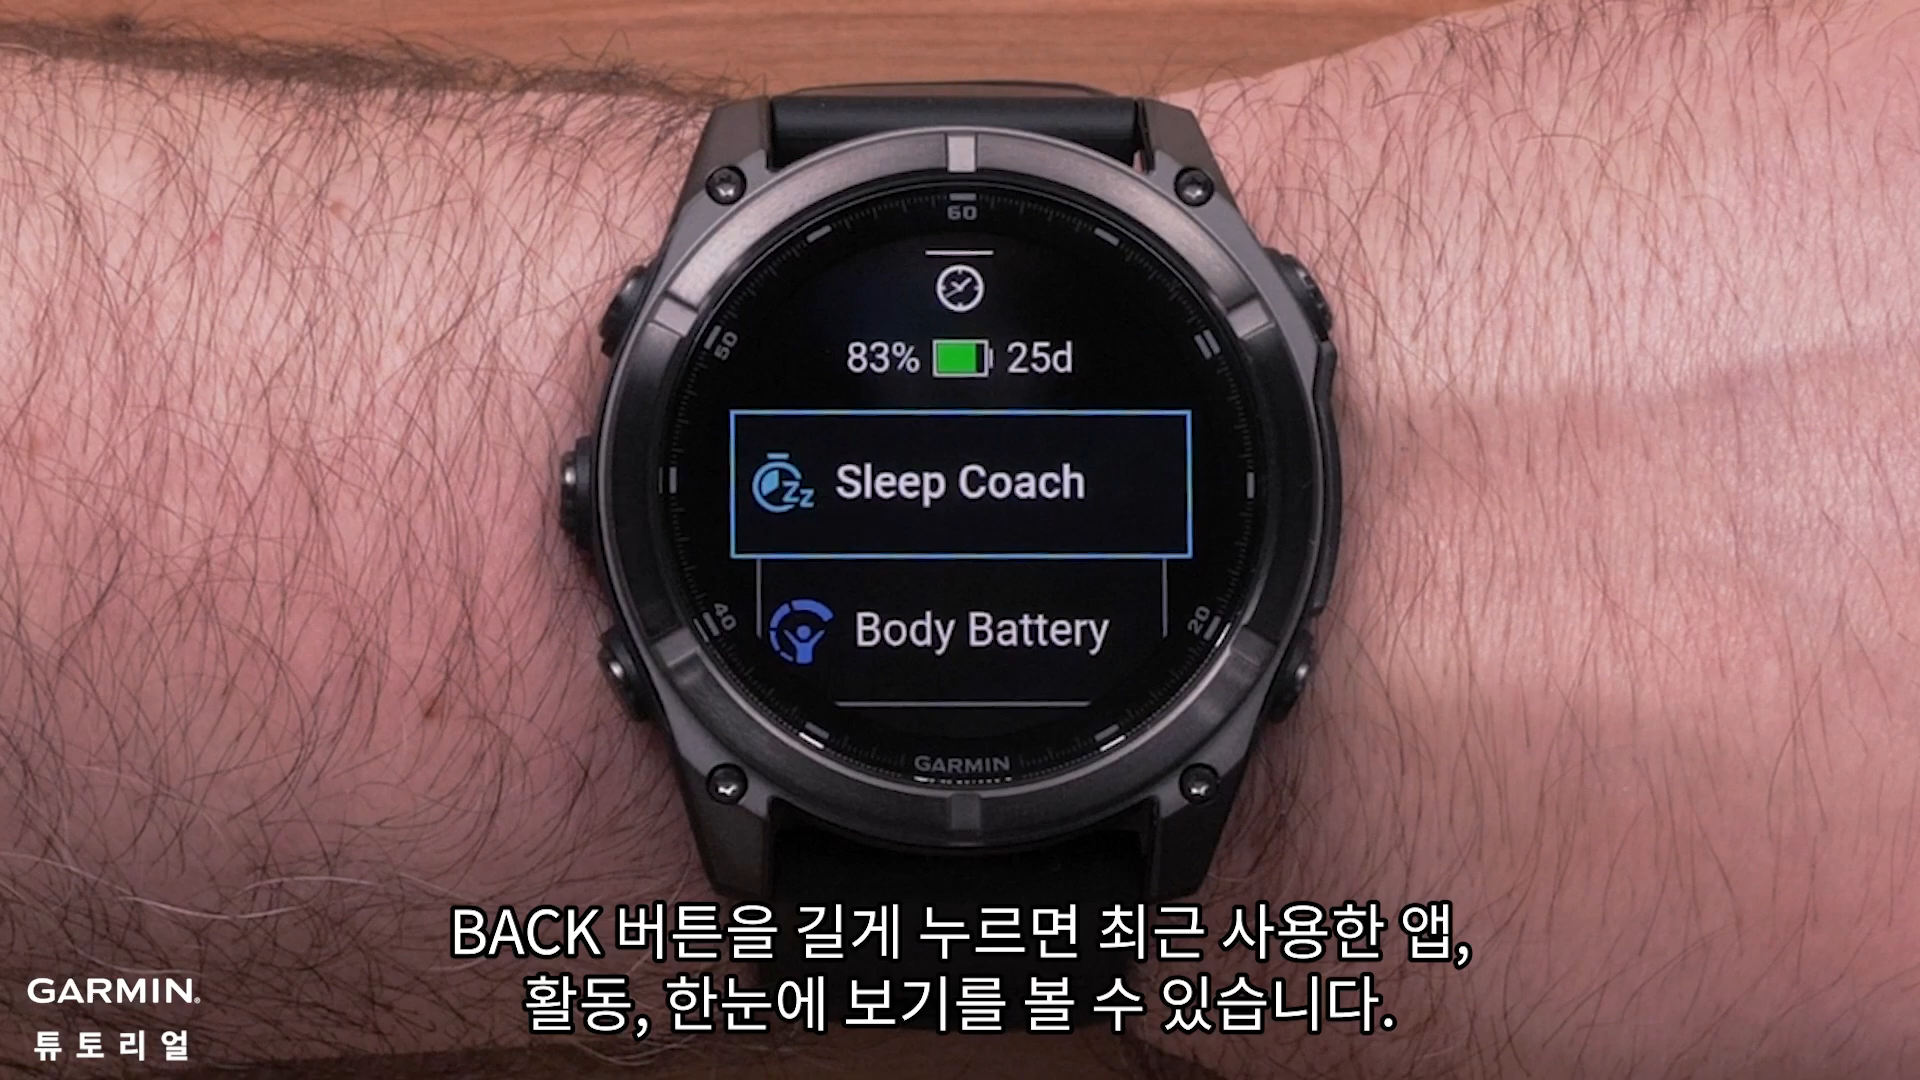 60
83% 25d
50
Sleep Coach
zz
Body Battery
40
20
GARMIN
BACK 버튼을 길게 누르면 최근 사용한 앱,
활동, 한눈에 보기를 볼 수 있습니다.
GARMIN®
튜토리얼